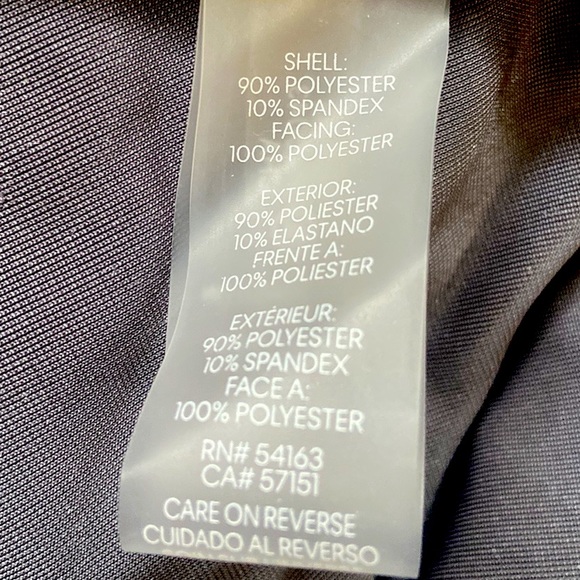 SHELL:
90% POLYESTER
10% SPANDEX
FACING:
100% POLYESTER
EXTERIOR:
90% POLIESTER
10% ELASTANO
FRENTE A:
100% POLIESTER
EXTÉRIEUR:
90% POLYESTER
10% SPANDEX
FACE A:
100% POLYESTER
RN# 54163
CA# 57151
CARE ON REVERSE
CUIDADO AL REVERSO